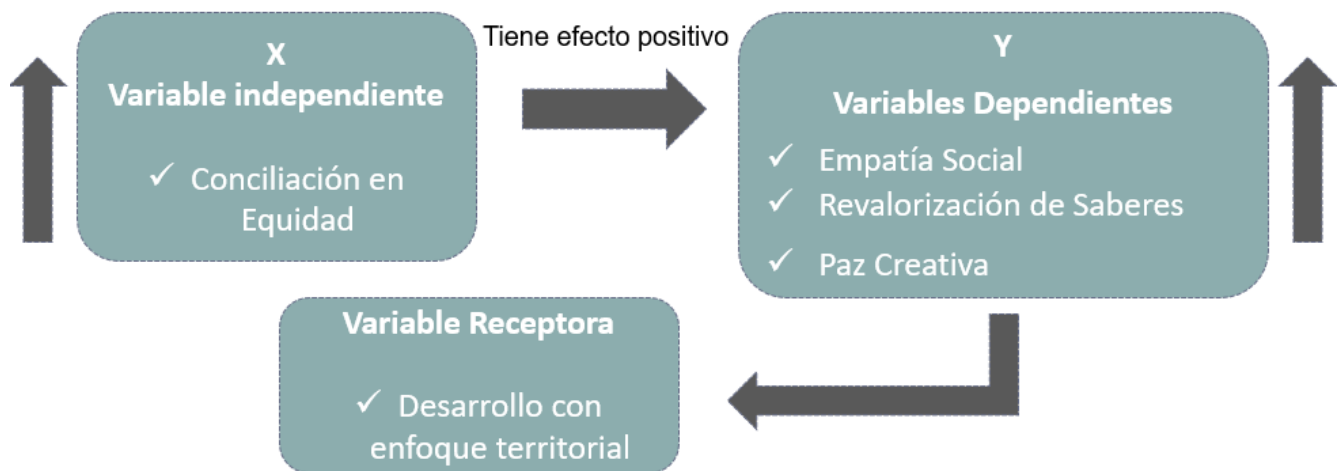 X
Variable independiente
✓ Conciliación en
Equidad
Tiene efecto positivo
Y
Variables Dependientes
✓ Empatía Social
✓ Revalorización de Saberes
✓ Paz Creativa
Variable Receptora
✓ Desarrollo con
enfoque territorial